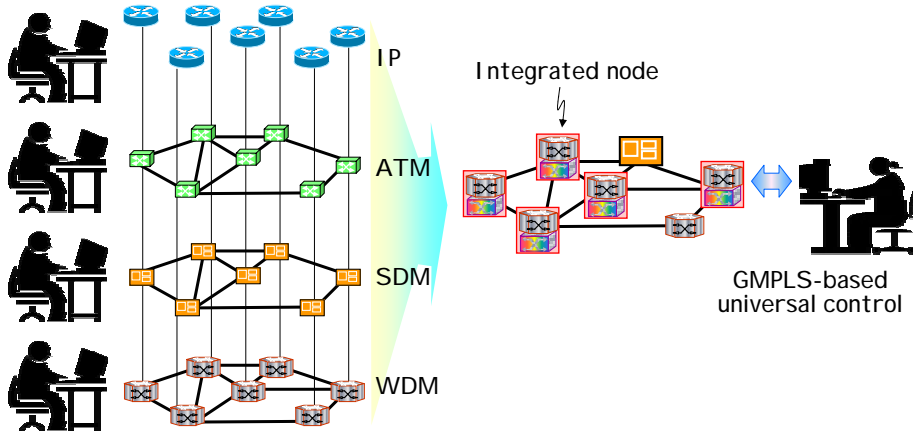 IP
ATM
SDM
WDM
Integrated node
GMPLS-based
universal control